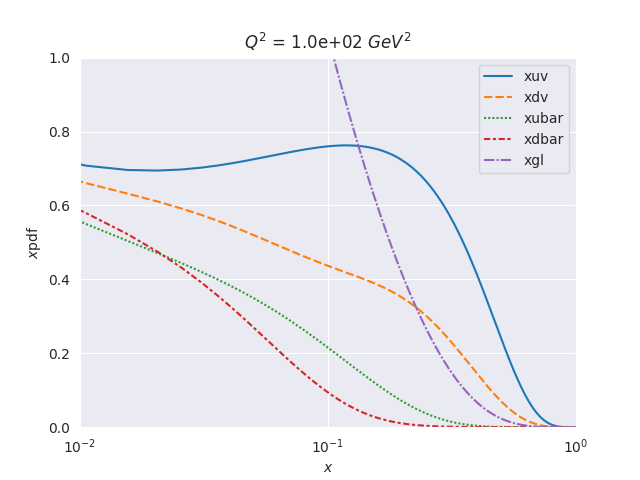 Q² = 1.0e+02 GeV²
1.0
0.8
0.6
0.4
0.2
0.0
xpdf
xuv
xdv
xubar
xdbar
xgl
10⁻²
10⁻¹
10⁰
x